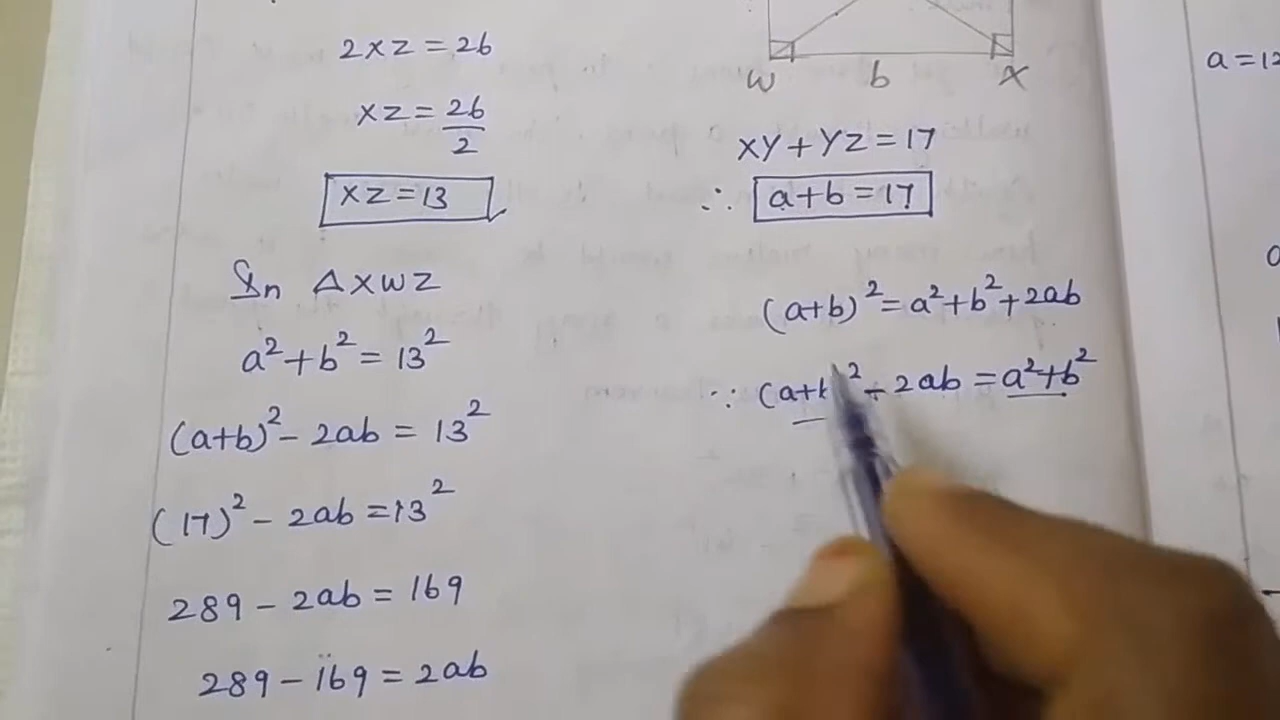 2XZ = 26
XZ = 26/2
XZ = 13
In ΔXWZ
a²+b² = 13²
(a+b)² - 2ab = 13²
(17)² - 2ab = 13²
289 - 2ab = 169
289 - 169 = 2ab
W b X
XY + YZ = 17
∴ a+b = 17
(a+b)² = a²+b²+2ab
∵ (a+b)² - 2ab = a²+b²
a = 12